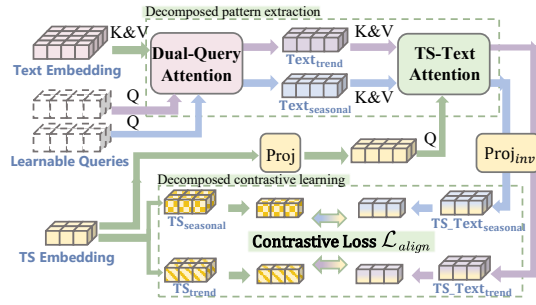 Decomposed pattern extraction
K&V
Dual-Query
Attention
Text Embedding
Text_trend
K&V
Text_seasonal
K&V
TS-Text
Attention
Q
Q
Learnable Queries
Q
Proj
Proj_inv
Decomposed contrastive learning
TS Embedding
TS_seasonal
TS_Text_seasonal
Contrastive Loss ℒ_align
TS_trend
TS_Text_trend